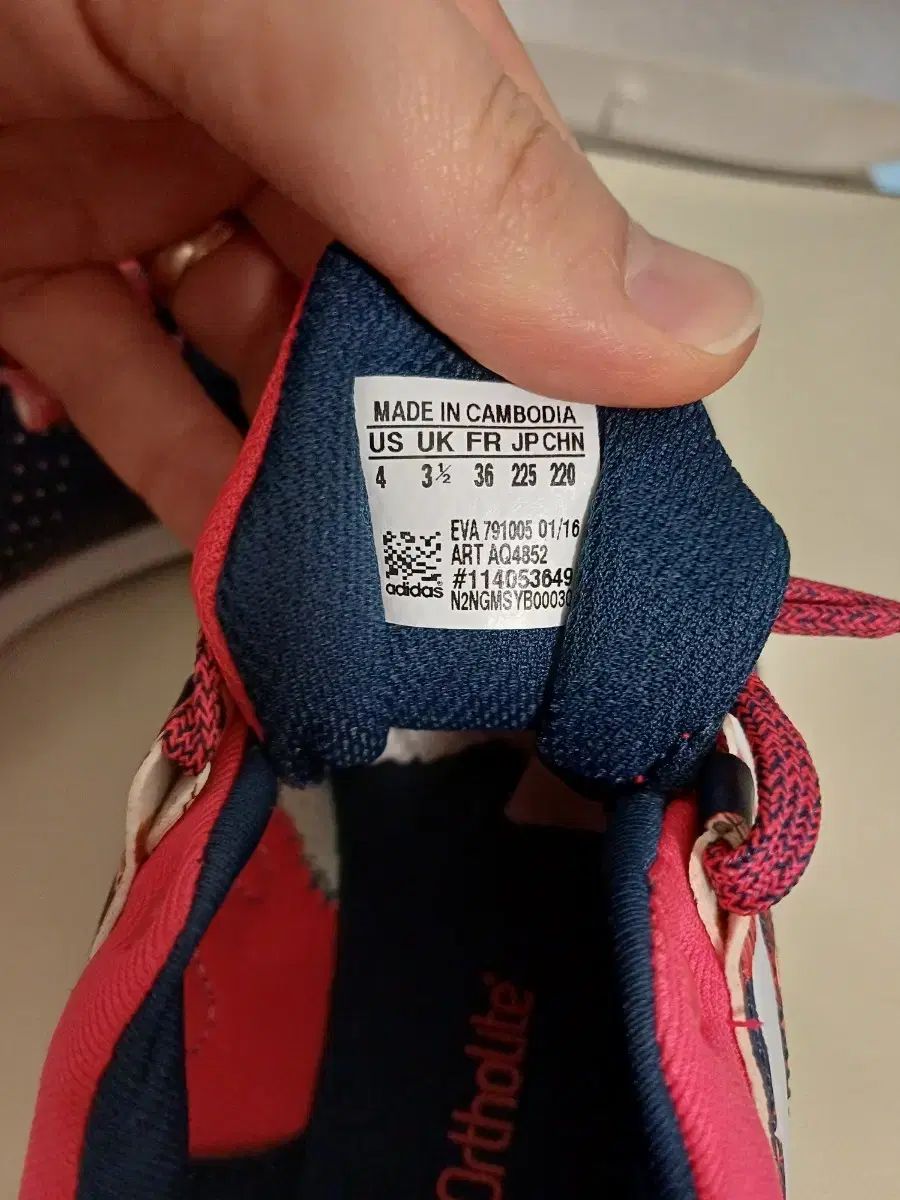 MADE IN CAMBODIA
US UK FR JP CHN
4 3½ 36 225 220
EVA 791005 01/16
ART AQ4852
#114053649
N2NGMSYB00030
adidas®
Ortholite®